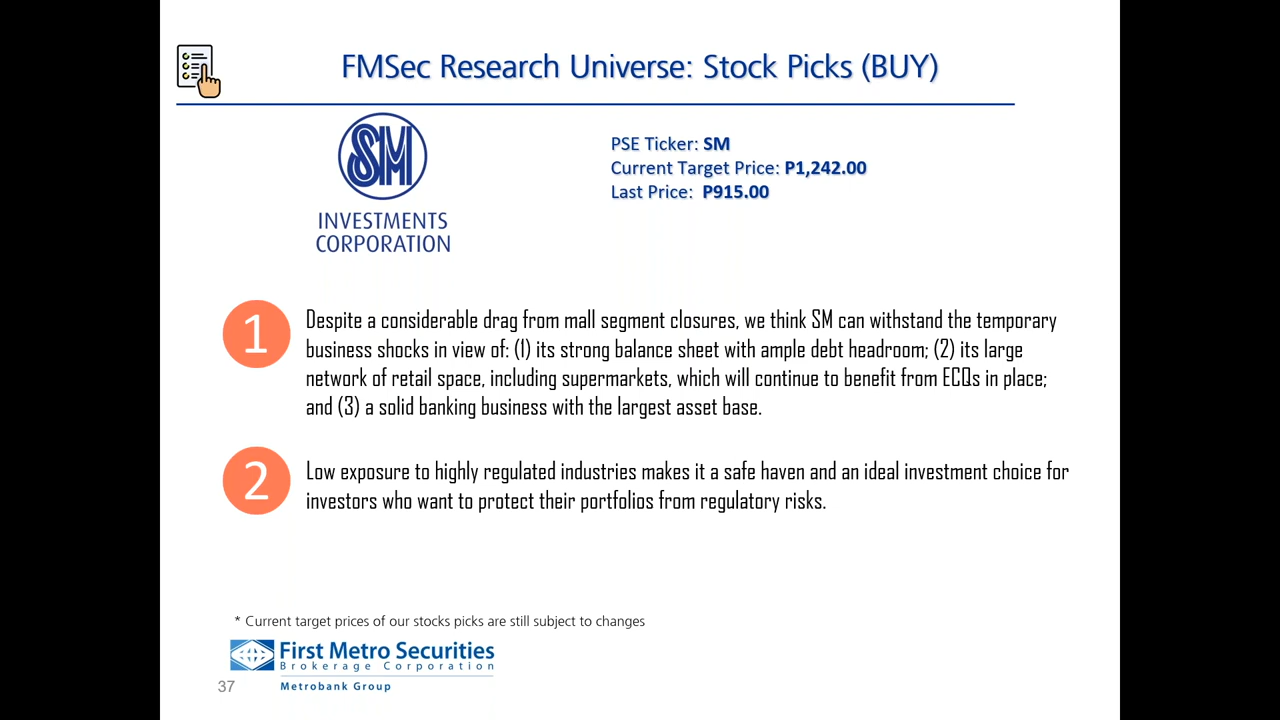 FMSec Research Universe: Stock Picks (BUY)
SM
INVESTMENTS
CORPORATION
PSE Ticker: SM
Current Target Price: P1,242.00
Last Price: P915.00
1
Despite a considerable drag from mall segment closures, we think SM can withstand the temporary
business shocks in view of: (1) its strong balance sheet with ample debt headroom; (2) its large
network of retail space, including supermarkets, which will continue to benefit from ECQs in place;
and (3) a solid banking business with the largest asset base.
2
Low exposure to highly regulated industries makes it a safe haven and an ideal investment choice for
investors who want to protect their portfolios from regulatory risks.
* Current target prices of our stocks picks are still subject to changes
First Metro Securities
Brokerage Corporation
Metrobank Group
37